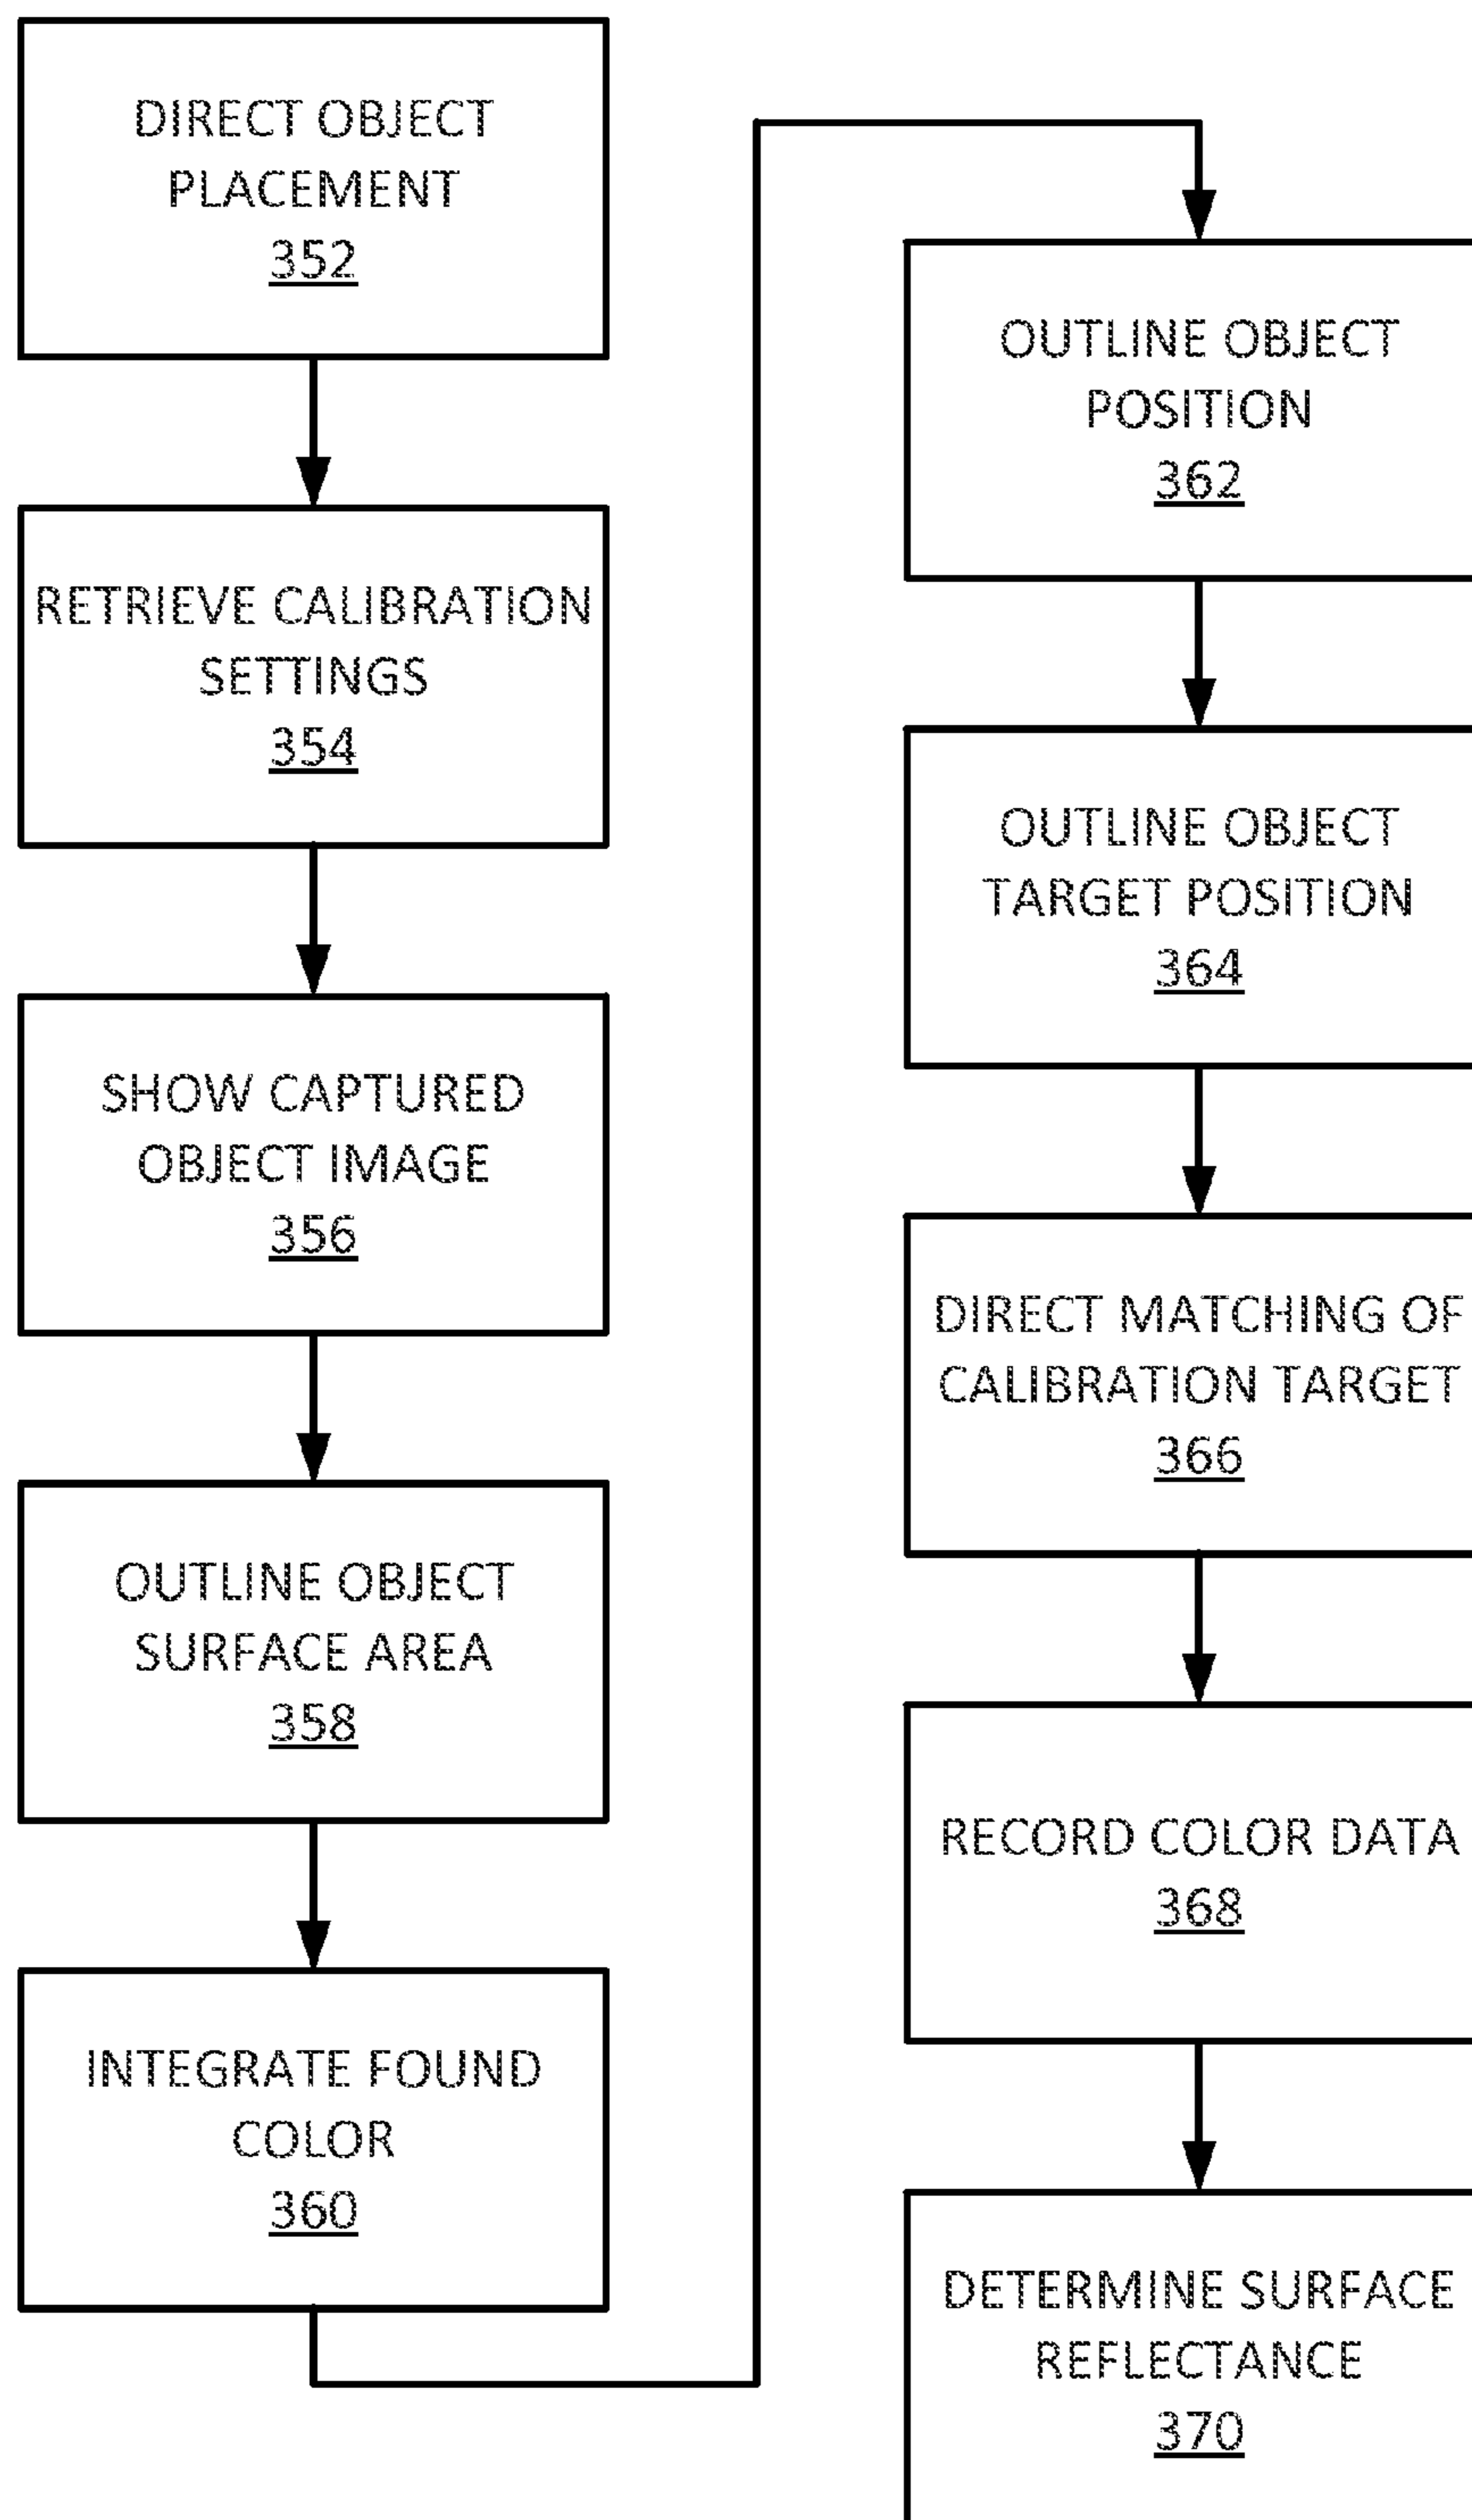 DIRECT OBJECT
PLACEMENT
352
RETRIEVE CALIBRATION
SETTINGS
354
SHOW CAPTURED
OBJECT IMAGE
356
OUTLINE OBJECT
SURFACE AREA
358
INTEGRATE FOUND
COLOR
360
OUTLINE OBJECT
POSITION
362
OUTLINE OBJECT
TARGET POSITION
364
DIRECT MATCHING OF
CALIBRATION TARGET
366
RECORD COLOR DATA
368
DETERMINE SURFACE
REFLECTANCE
370